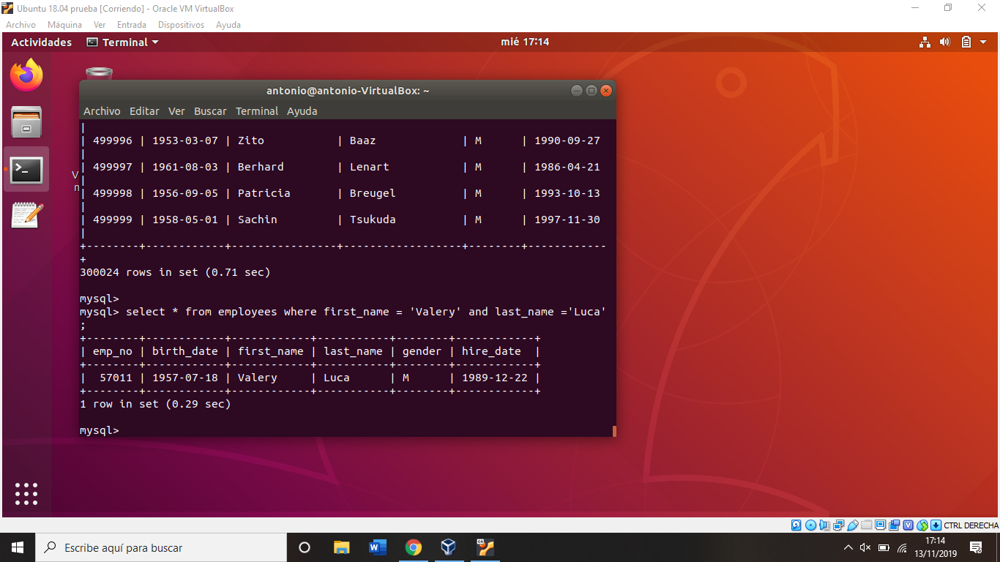 Ubuntu 18.04 prueba [Corriendo] - Oracle VM VirtualBox
Archivo Máquina Ver Entrada Dispositivos Ayuda
Actividades Terminal mié 17:14
antonio@antonio-VirtualBox: ~
Archivo Editar Ver Buscar Terminal Ayuda
|
| 499996 | 1953-03-07 | Zito           | Baaz             | M      | 1990-09-27
|
| 499997 | 1961-08-03 | Berhard        | Lenart           | M      | 1986-04-21
|
| 499998 | 1956-09-05 | Patricia       | Breugel          | M      | 1993-10-13
|
| 499999 | 1958-05-01 | Sachin         | Tsukuda          | M      | 1997-11-30
|
+--------+------------+----------------+------------------+--------+------------
+
300024 rows in set (0.71 sec)
mysql>
mysql> select * from employees where first_name = 'Valery' and last_name ='Luca'
;
+--------+------------+------------+-----------+--------+------------+
| emp_no | birth_date | first_name | last_name | gender | hire_date  |
+--------+------------+------------+-----------+--------+------------+
|  57011 | 1957-07-18 | Valery     | Luca      | M      | 1989-12-22 |
+--------+------------+------------+-----------+--------+------------+
1 row in set (0.29 sec)
mysql>
CTRL DERECHA
Escribe aquí para buscar
17:14
13/11/2019